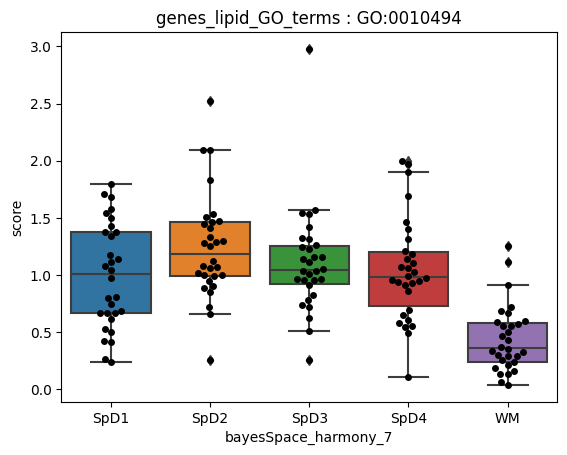 genes_lipid_GO_terms : GO:0010494
3.0
2.5
2.0
1.5
1.0
0.5
0.0
score
SpD1 SpD2 SpD3 SpD4 WM
bayesSpace_harmony_7